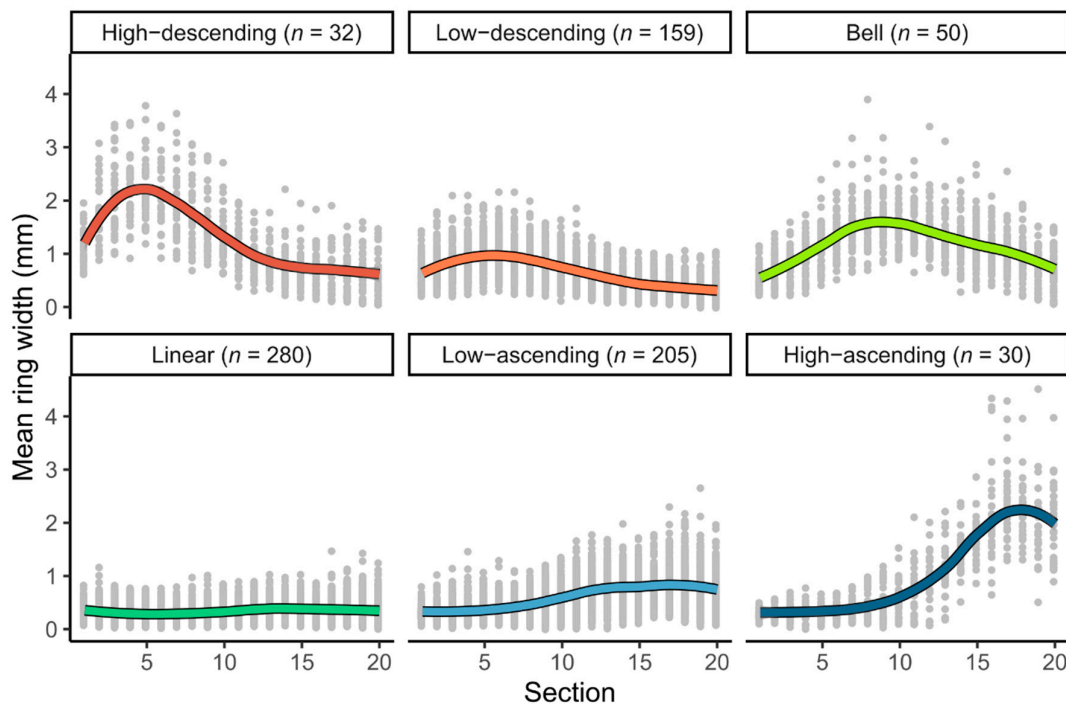 High−descending (n = 32)
Low−descending (n = 159)
Bell (n = 50)
4
3
2
1
0
Linear (n = 280)
Low−ascending (n = 205)
High−ascending (n = 30)
4
3
2
1
0
5 10 15 20
5 10 15 20
5 10 15 20
Mean ring width (mm)
Section